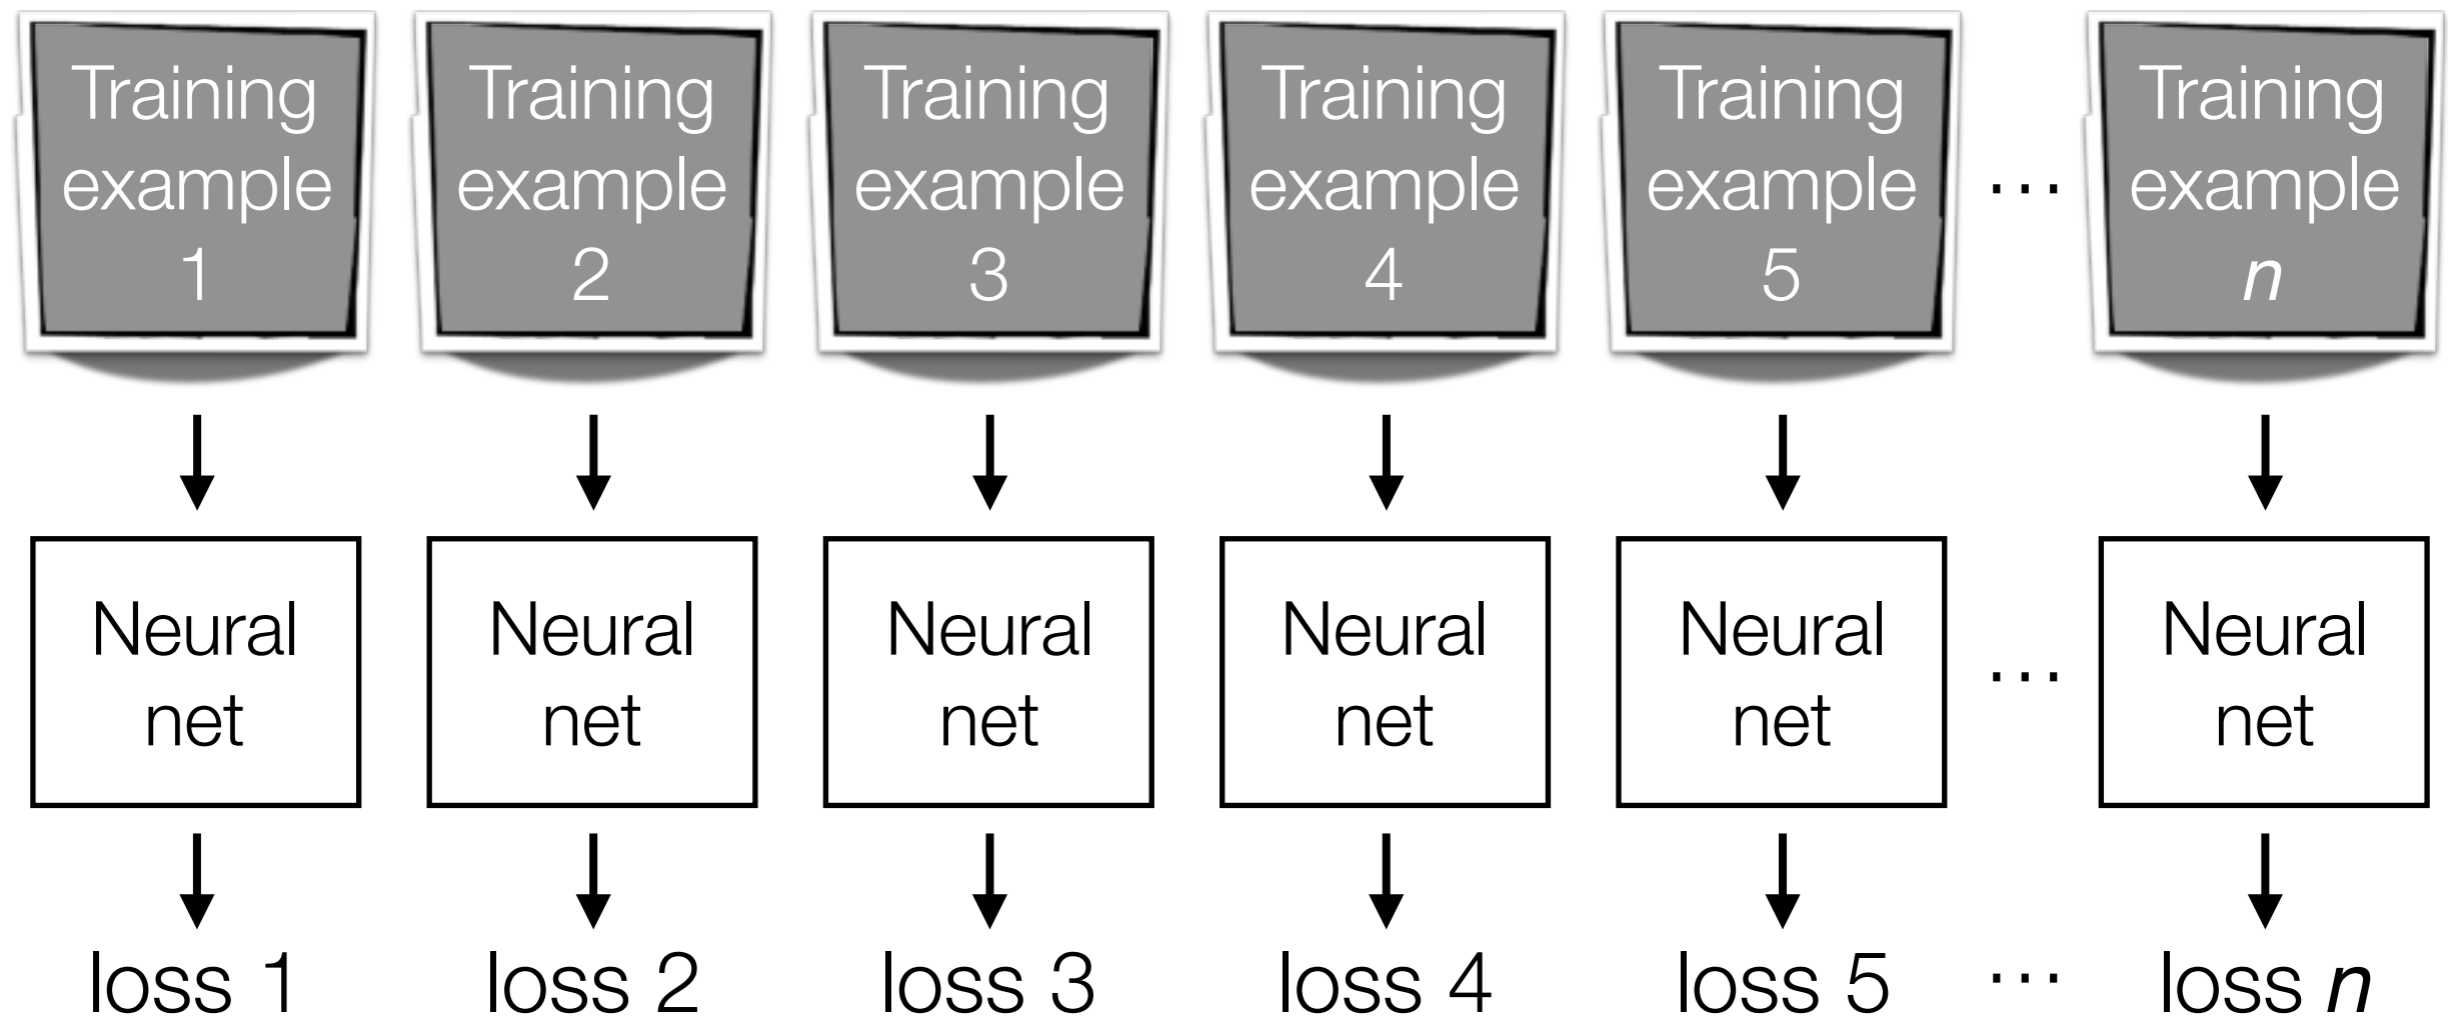 Training
example
1
Training
example
2
Training
example
3
Training
example
4
Training
example
5
...
Training
example
n
Neural
net
Neural
net
Neural
net
Neural
net
Neural
net
...
Neural
net
loss 1
loss 2
loss 3
loss 4
loss 5
...
loss n